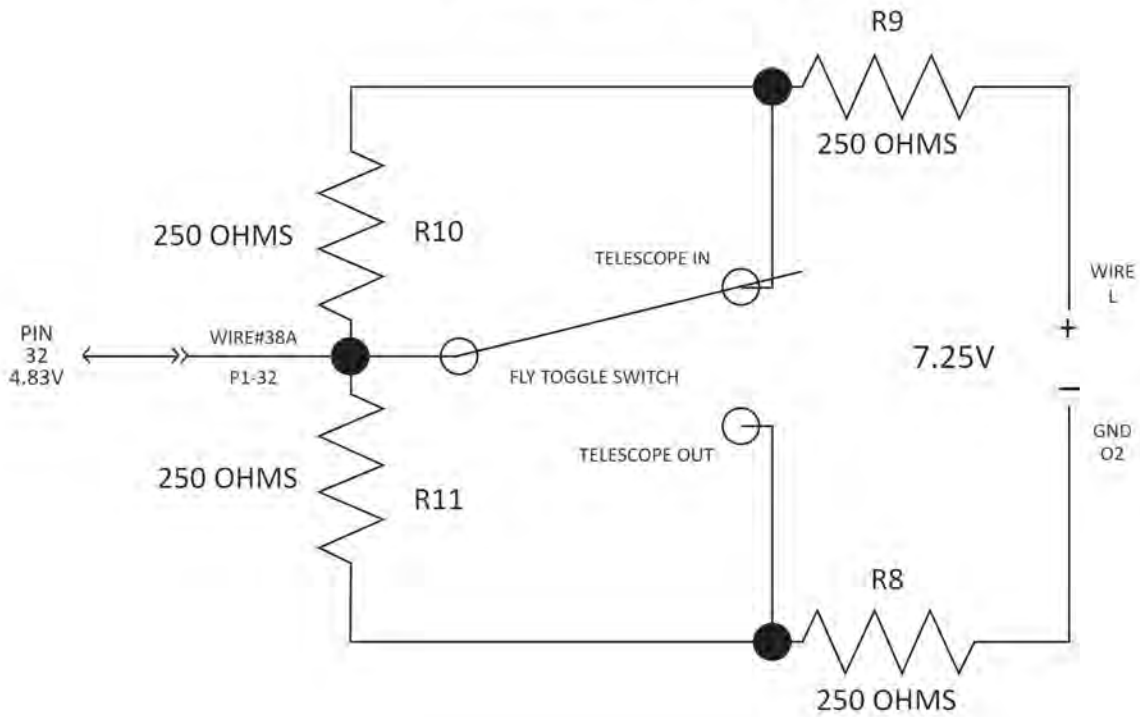 R9
250 OHMS
250 OHMS
R10
TELESCOPE IN
WIRE
L
+
PIN
32
4.83V
WIRE#38A
P1-32
FLY TOGGLE SWITCH
7.25V
−
GND
O2
TELESCOPE OUT
250 OHMS
R11
R8
250 OHMS